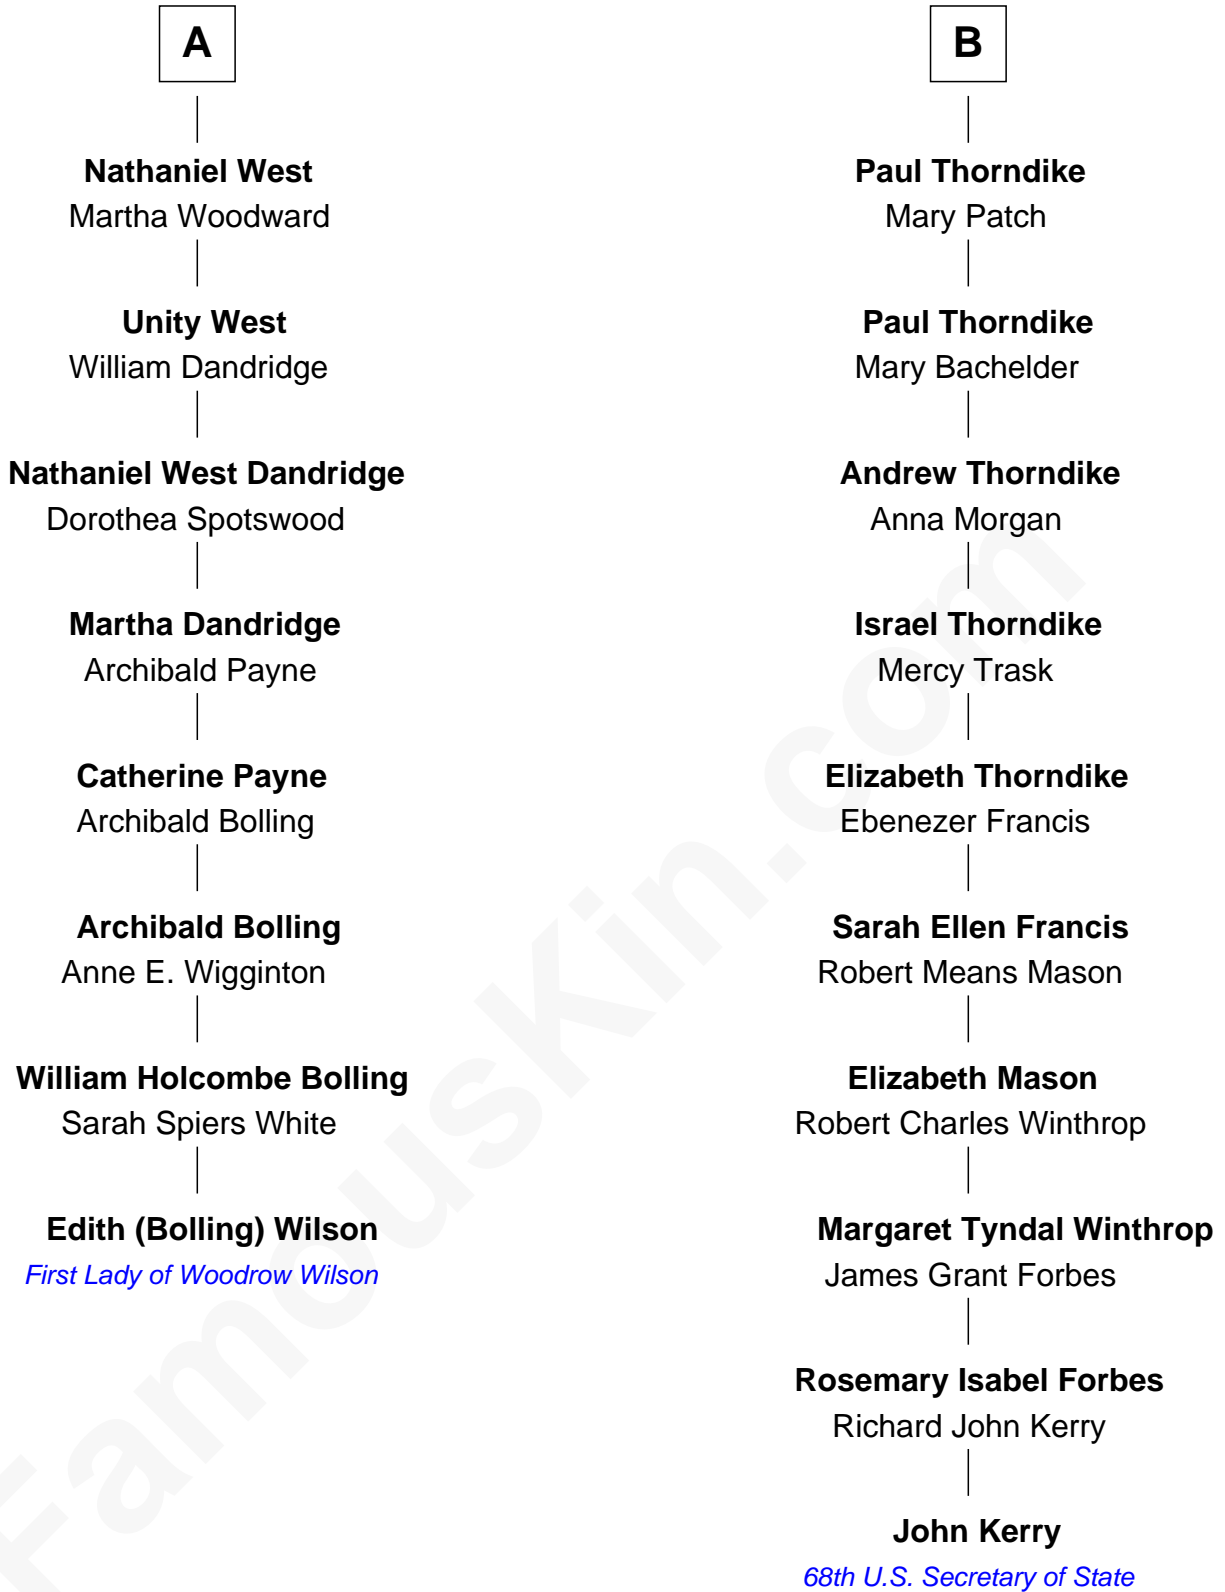 A
Nathaniel West
Martha Woodward
Unity West
William Dandridge
Nathaniel West Dandridge
Dorothea Spotswood
Martha Dandridge
Archibald Payne
Catherine Payne
Archibald Bolling
Archibald Bolling
Anne E. Wigginton
William Holcombe Bolling
Sarah Spiers White
Edith (Bolling) Wilson
First Lady of Woodrow Wilson
B
Paul Thorndike
Mary Patch
Paul Thorndike
Mary Bachelder
Andrew Thorndike
Anna Morgan
Israel Thorndike
Mercy Trask
Elizabeth Thorndike
Ebenezer Francis
Sarah Ellen Francis
Robert Means Mason
Elizabeth Mason
Robert Charles Winthrop
Margaret Tyndal Winthrop
James Grant Forbes
Rosemary Isabel Forbes
Richard John Kerry
John Kerry
68th U.S. Secretary of State
FamousKin.com